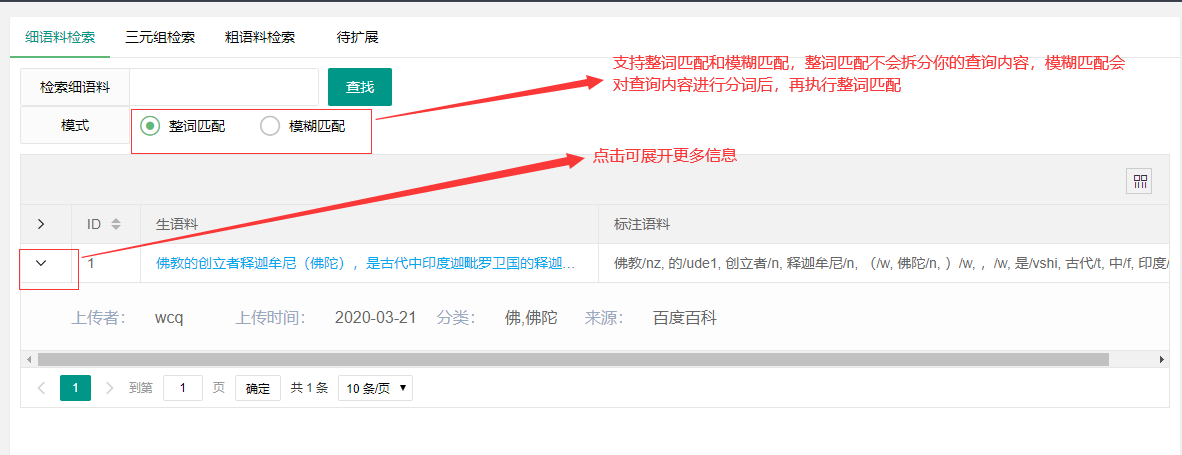 细语料检索 三元组检索 粗语料检索 待扩展
支持整词匹配和模糊匹配，整词匹配不会拆分你的查询内容，模糊匹配会
对查询内容进行分词后，再执行整词匹配
检索细语料 查找
模式 整词匹配 模糊匹配
点击可展开更多信息
ID 生语料 标注语料
1 佛教的创立者释迦牟尼（佛陀），是古代中印度迦毗罗卫国的释迦... 佛教/nz, 的/ude1, 创立者/n, 释迦牟尼/n, （/w, 佛陀/n, ）/w, ，/w, 是/vshi, 古代/t, 中/f, 印度/
上传者： wcq 上传时间： 2020-03-21 分类： 佛,佛陀 来源： 百度百科
1 到第 1 页 确定 共 1 条 10 条/页